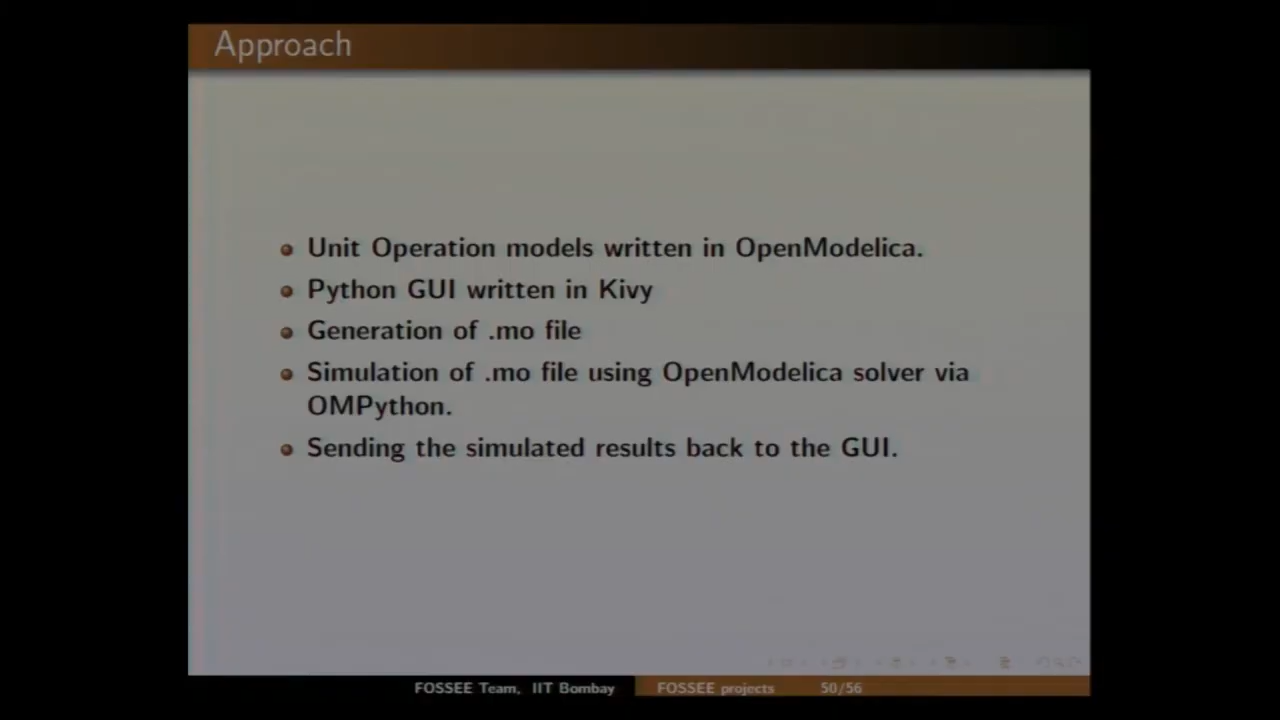 Approach
Unit Operation models written in OpenModelica.
Python GUI written in Kivy
Generation of .mo file
Simulation of .mo file using OpenModelica solver via
OMPython.
Sending the simulated results back to the GUI.
FOSSEE Team, IIT Bombay FOSSEE projects 50/56